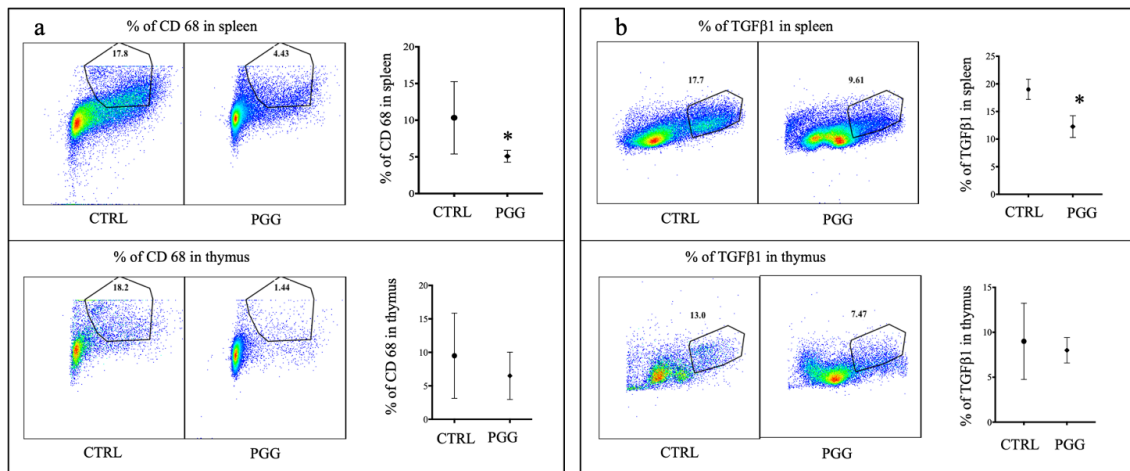 a
% of CD 68 in spleen
17.8
4.43
CTRL
PGG
% of CD 68 in spleen
20
15
10
5
0
*
CTRL
PGG
% of CD 68 in thymus
18.2
1.44
CTRL
PGG
% of CD 68 in thymus
20
15
10
5
0
CTRL
PGG
b
% of TGFβ1 in spleen
17.7
9.61
CTRL
PGG
% of TGFβ1 in spleen
25
20
15
10
5
0
*
CTRL
PGG
% of TGFβ1 in thymus
13.0
7.47
CTRL
PGG
% of TGFβ1 in thymus
15
10
5
0
CTRL
PGG